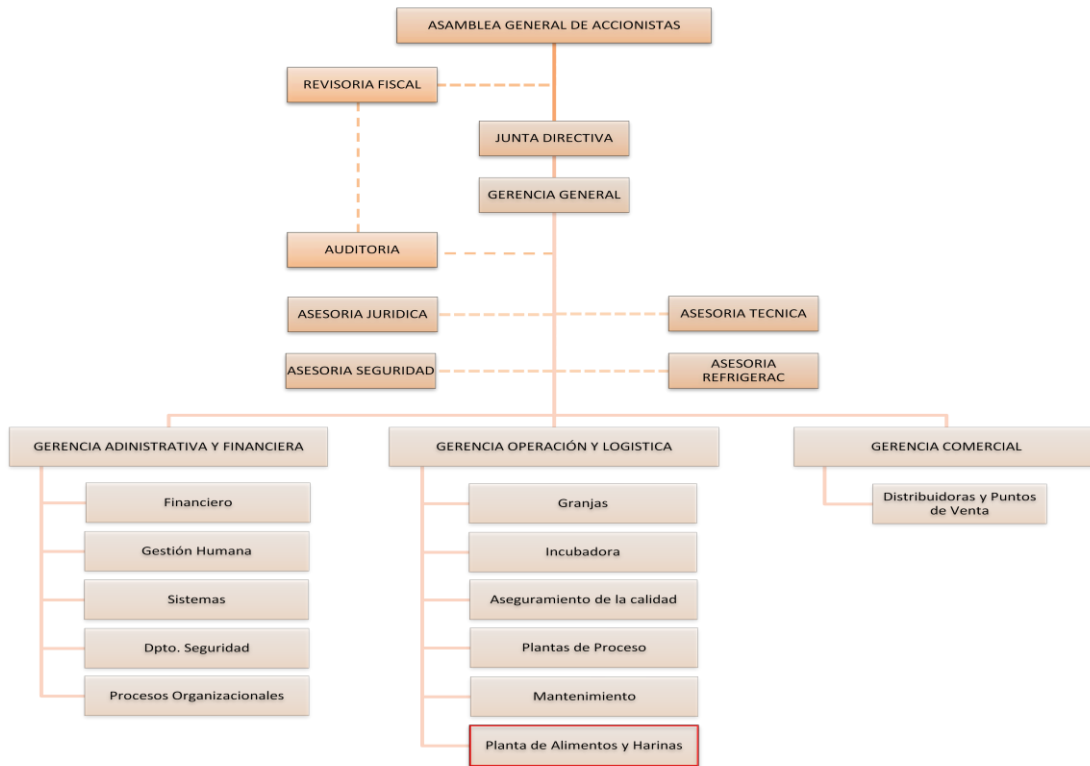 ASAMBLEA GENERAL DE ACCIONISTAS
REVISORIA FISCAL
JUNTA DIRECTIVA
GERENCIA GENERAL
AUDITORIA
ASESORIA JURIDICA
ASESORIA TECNICA
ASESORIA SEGURIDAD
ASESORIA
REFRIGERAC
GERENCIA ADINISTRATIVA Y FINANCIERA
Financiero
Gestión Humana
Sistemas
Dpto. Seguridad
Procesos Organizacionales
GERENCIA OPERACIÓN Y LOGISTICA
Granjas
Incubadora
Aseguramiento de la calidad
Plantas de Proceso
Mantenimiento
Planta de Alimentos y Harinas
GERENCIA COMERCIAL
Distribuidoras y Puntos
de Venta